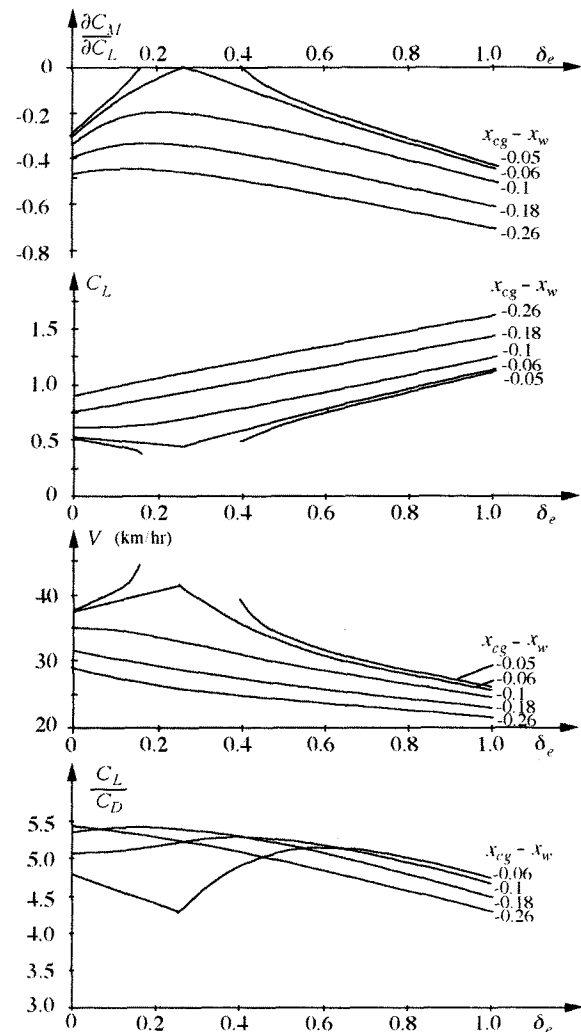 ∂C_M
∂C_L
0.2 0.4 0.6 0.8 1.0 δ_e
0
-0.2
-0.4
-0.6
-0.8
x_cg – x_w
-0.05
-0.06
-0.1
-0.18
-0.26
C_L
1.5
1.0
0.5
0
x_cg – x_w
-0.26
-0.18
-0.1
-0.06
-0.05
0 0.2 0.4 0.6 0.8 1.0 δ_e
V (km/hr)
40
30
20
x_cg – x_w
-0.05
-0.06
-0.1
-0.18
-0.26
0 0.2 0.4 0.6 0.8 1.0 δ_e
C_L
C_D
5.5
5.0
4.5
4.0
3.0
x_cg – x_w
-0.06
-0.1
-0.18
-0.26
0 0.2 0.4 0.6 0.8 1.0 δ_e